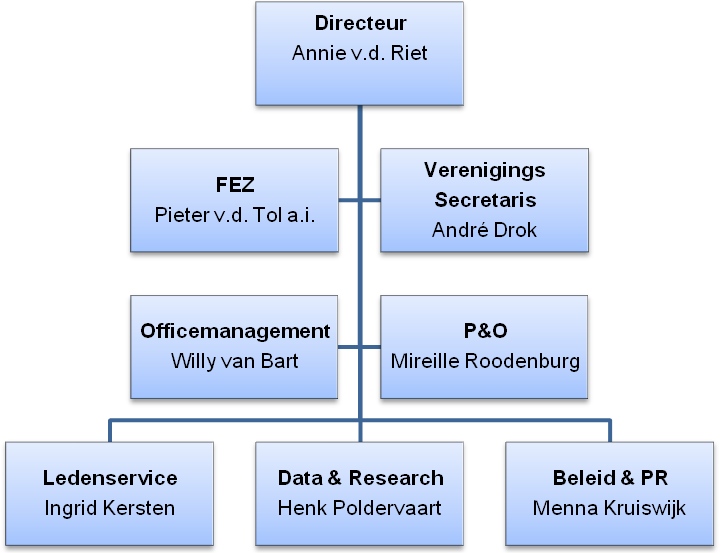 Directeur
Annie v.d. Riet
FEZ
Pieter v.d. Tol a.i.
Verenigings
Secretaris
André Drok
Officemanagement
Willy van Bart
P&O
Mireille Roodenburg
Ledenservice
Ingrid Kersten
Data & Research
Henk Poldervaart
Beleid & PR
Menna Kruiswijk